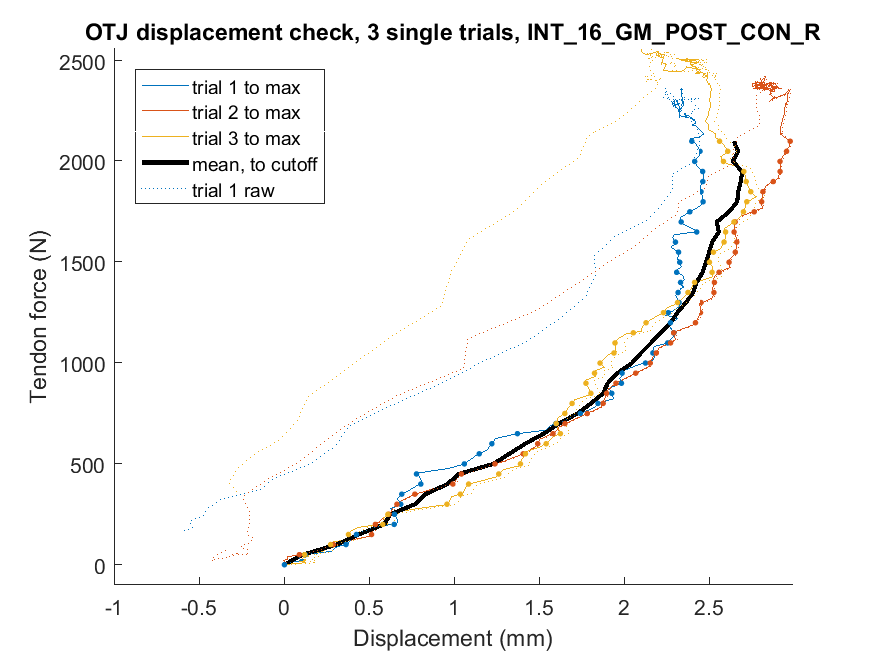 OTJ displacement check, 3 single trials, INT_16_GM_POST_CON_R
2500
2000
1500
1000
500
0
Tendon force (N)
trial 1 to max
trial 2 to max
trial 3 to max
mean, to cutoff
trial 1 raw
-1
-0.5
0
0.5
1
1.5
2
2.5
Displacement (mm)